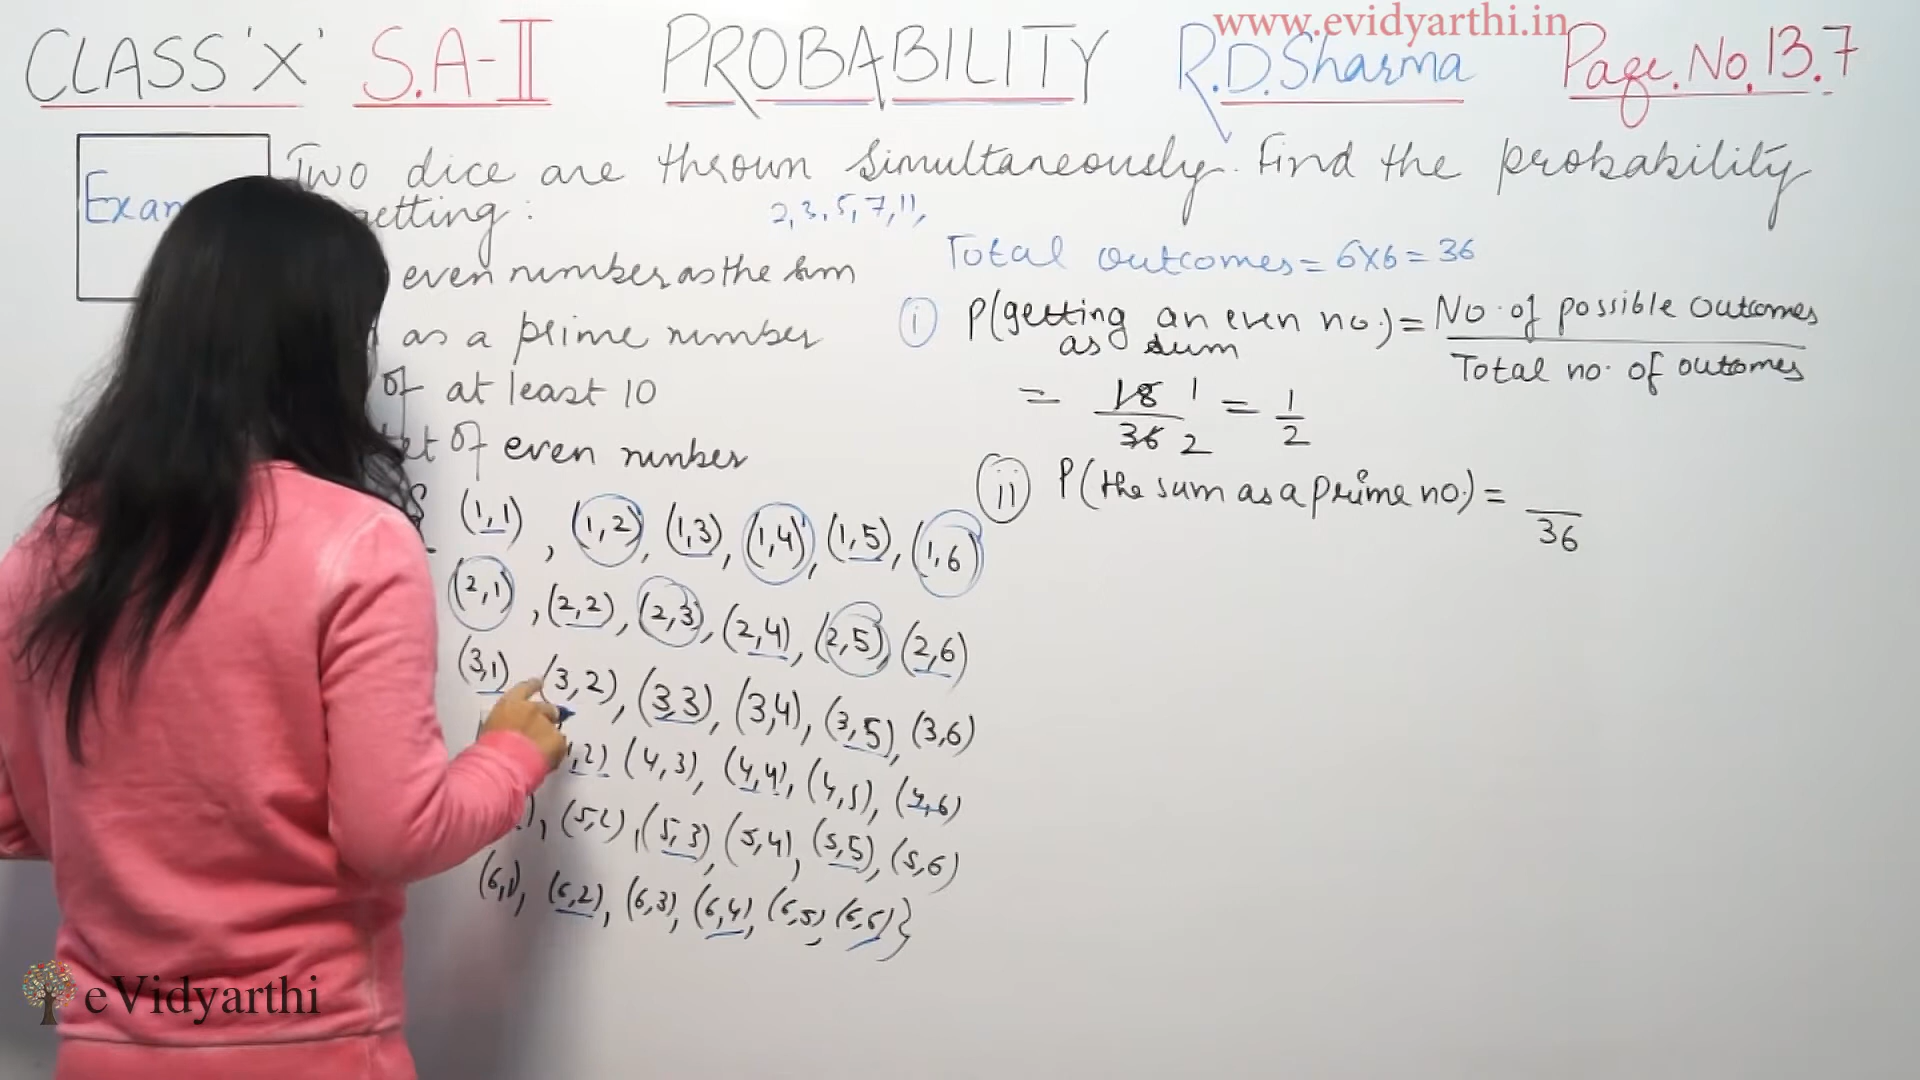 www.evidyarthi.in
CLASS 'X' S.A-II PROBABILITY R.D.Sharma Page.No.13.7
Two dice are thrown simultaneously. Find the probability
getting :
2,3,5,7,11,
even number as the sum
as a prime number
of at least 10
of even number
(1,1), (1,2), (1,3), (1,4), (1,5), (1,6)
(2,1), (2,2), (2,3), (2,4), (2,5), (2,6)
(3,1) (3,2), (3,3), (3,4), (3,5), (3,6)
,2) (4,3), (4,4), (4,5), (4,6)
), (5,2), (5,3), (5,4), (5,5), (5,6)
(6,1), (6,2), (6,3), (6,4), (6,5), (6,6)}
Total outcomes = 6×6 = 36
i P(getting an even no.) = No. of possible outcomes
as sum
Total no. of outcomes
= 18 1 = 1
36 2 2
ii P(the sum as a prime no.) =
36
eVidyarthi